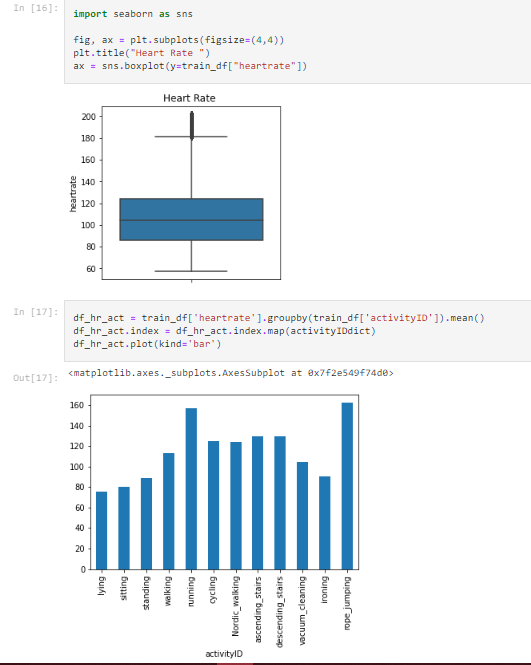 In [16]:
import seaborn as sns
fig, ax = plt.subplots(figsize=(4,4))
plt.title("Heart Rate ")
ax = sns.boxplot(y=train_df["heartrate"])
Heart Rate
200
180
160
140
120
100
80
60
heartrate
In [17]:
df_hr_act = train_df['heartrate'].groupby(train_df['activityID']).mean()
df_hr_act.index = df_hr_act.index.map(activityIDdict)
df_hr_act.plot(kind='bar')
Out[17]:
<matplotlib.axes._subplots.AxesSubplot at 0x7f2e549f74d0>
160
140
120
100
80
60
40
20
0
lying
sitting
standing
walking
running
cycling
Nordic_walking
ascending_stairs
descending_stairs
vacuum_cleaning
ironing
rope_jumping
activityID